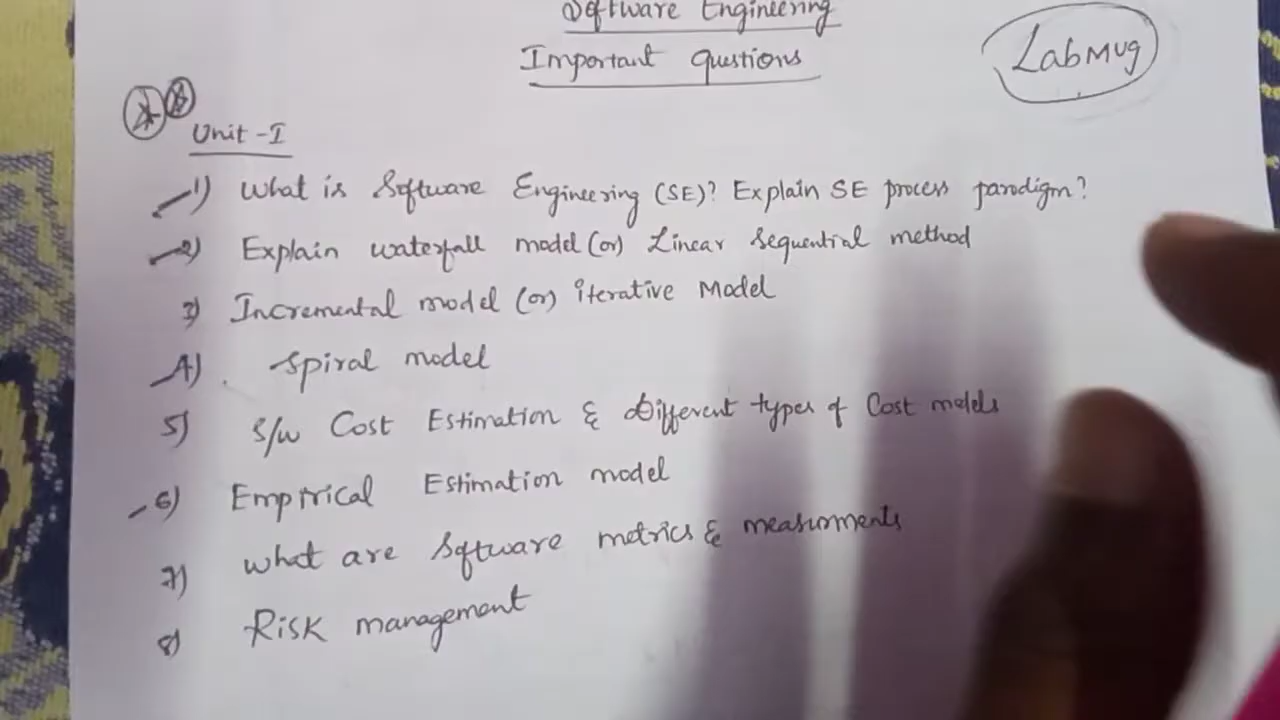 Software Engineering
Important Questions
LabMug
Unit - I
1) What is Software Engineering (SE)? Explain SE process paradigm?
2) Explain waterfall model (or) Linear Sequential method
3) Incremental model (or) iterative Model
4). Spiral model
5) S/W Cost Estimation & different types of Cost models
6) Empirical Estimation model
7) what are Software metrics & measurments
8) Risk management